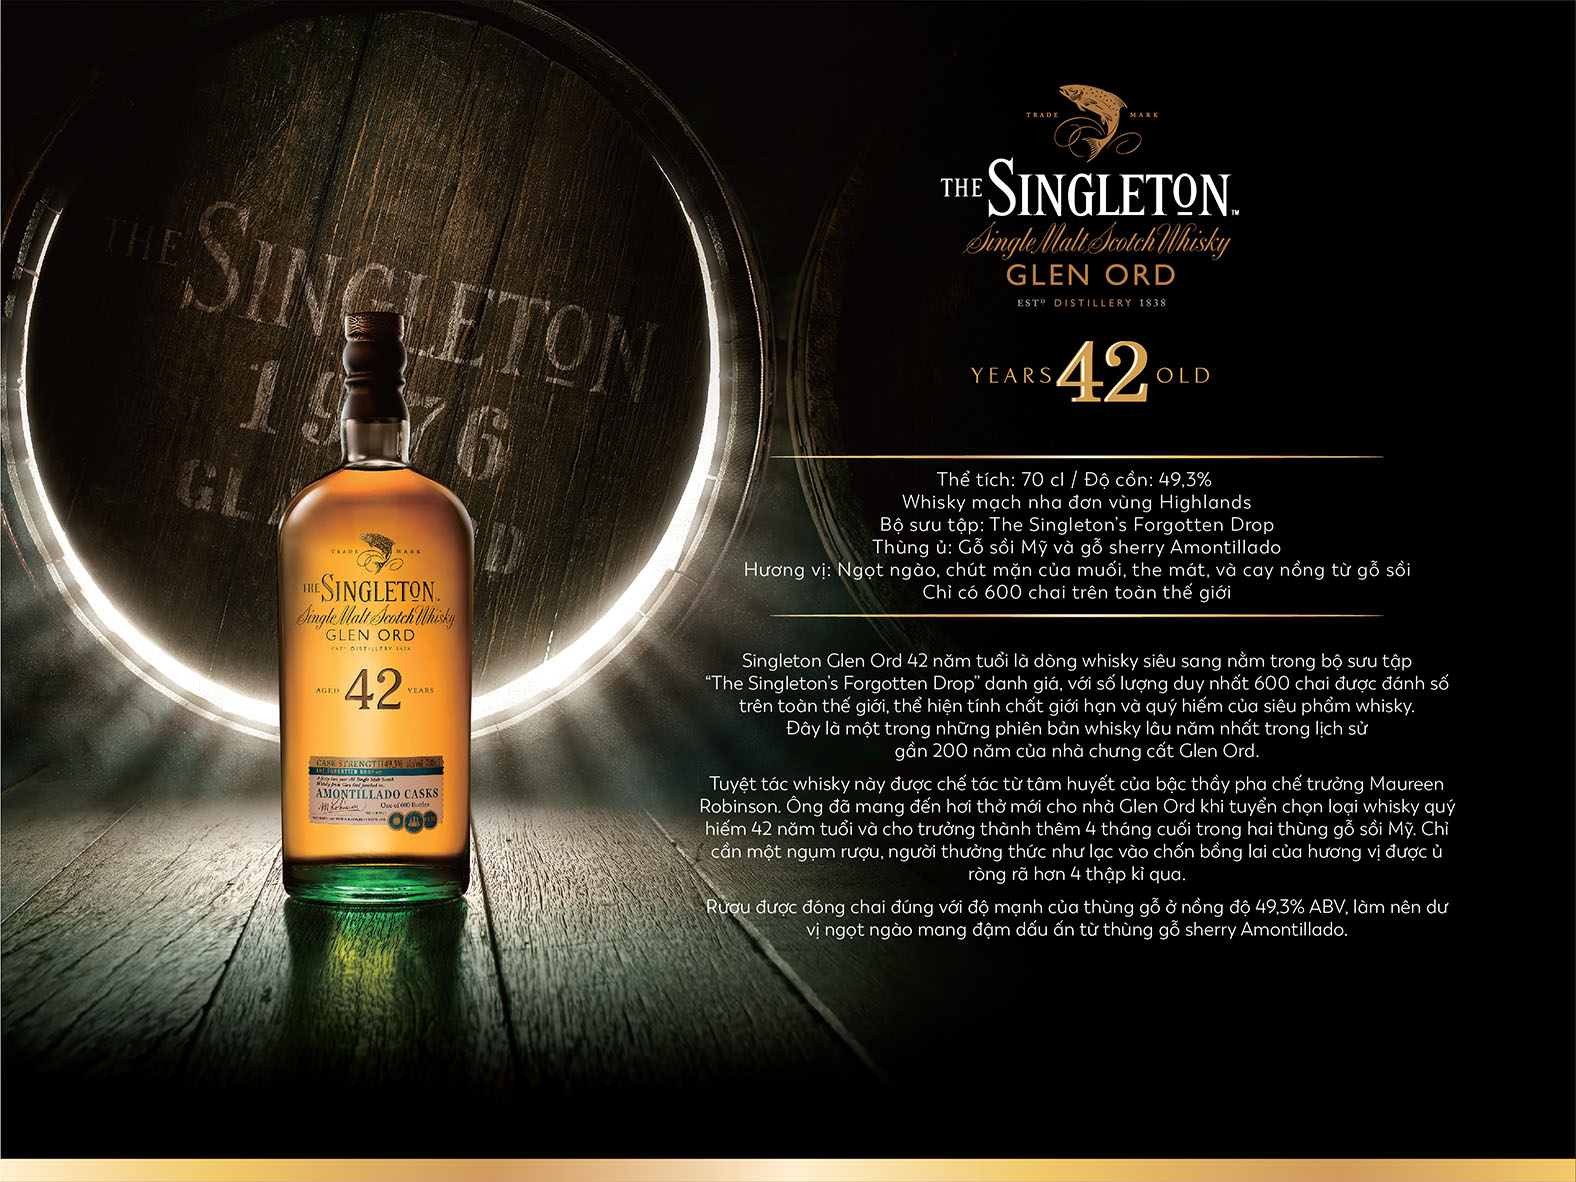 THE SINGLETON
1976
TRADE MARK
THE SINGLETON
Single Malt Scotch Whisky
GLEN ORD
ESTD DISTILLERY 1838
AGED 42 YEARS
CASK STRENGTH 49,3%
THE FORGOTTEN DROP
AMONTILLADO CASKS
One of 600 Bottles
TRADE MARK
THE SINGLETON™
Single Malt Scotch Whisky
GLEN ORD
ESTD DISTILLERY 1838
YEARS 42 OLD
Thể tích: 70 cl / Độ cồn: 49,3%
Whisky mạch nha đơn vùng Highlands
Bộ sưu tập: The Singleton's Forgotten Drop
Thùng ủ: Gỗ sồi Mỹ và gỗ sherry Amontillado
Hương vị: Ngọt ngào, chút mặn của muối, the mát, và cay nồng từ gỗ sồi
Chỉ có 600 chai trên toàn thế giới
Singleton Glen Ord 42 năm tuổi là dòng whisky siêu sang nằm trong bộ sưu tập
“The Singleton's Forgotten Drop” danh giá, với số lượng duy nhất 600 chai được đánh số
trên toàn thế giới, thể hiện tính chất giới hạn và quý hiếm của siêu phẩm whisky.
Đây là một trong những phiên bản whisky lâu năm nhất trong lịch sử
gần 200 năm của nhà chưng cất Glen Ord.
Tuyệt tác whisky này được chế tác từ tâm huyết của bậc thầy pha chế trưởng Maureen
Robinson. Ông đã mang đến hơi thở mới cho nhà Glen Ord khi tuyển chọn loại whisky quý
hiếm 42 năm tuổi và cho trưởng thành thêm 4 tháng cuối trong hai thùng gỗ sồi Mỹ. Chỉ
cần một ngụm rượu, người thưởng thức như lạc vào chốn bồng lai của hương vị được ủ
ròng rã hơn 4 thập kỉ qua.
Rượu được đóng chai đúng với độ mạnh của thùng gỗ ở nồng độ 49,3% ABV, làm nên dư
vị ngọt ngào mang đậm dấu ấn từ thùng gỗ sherry Amontillado.